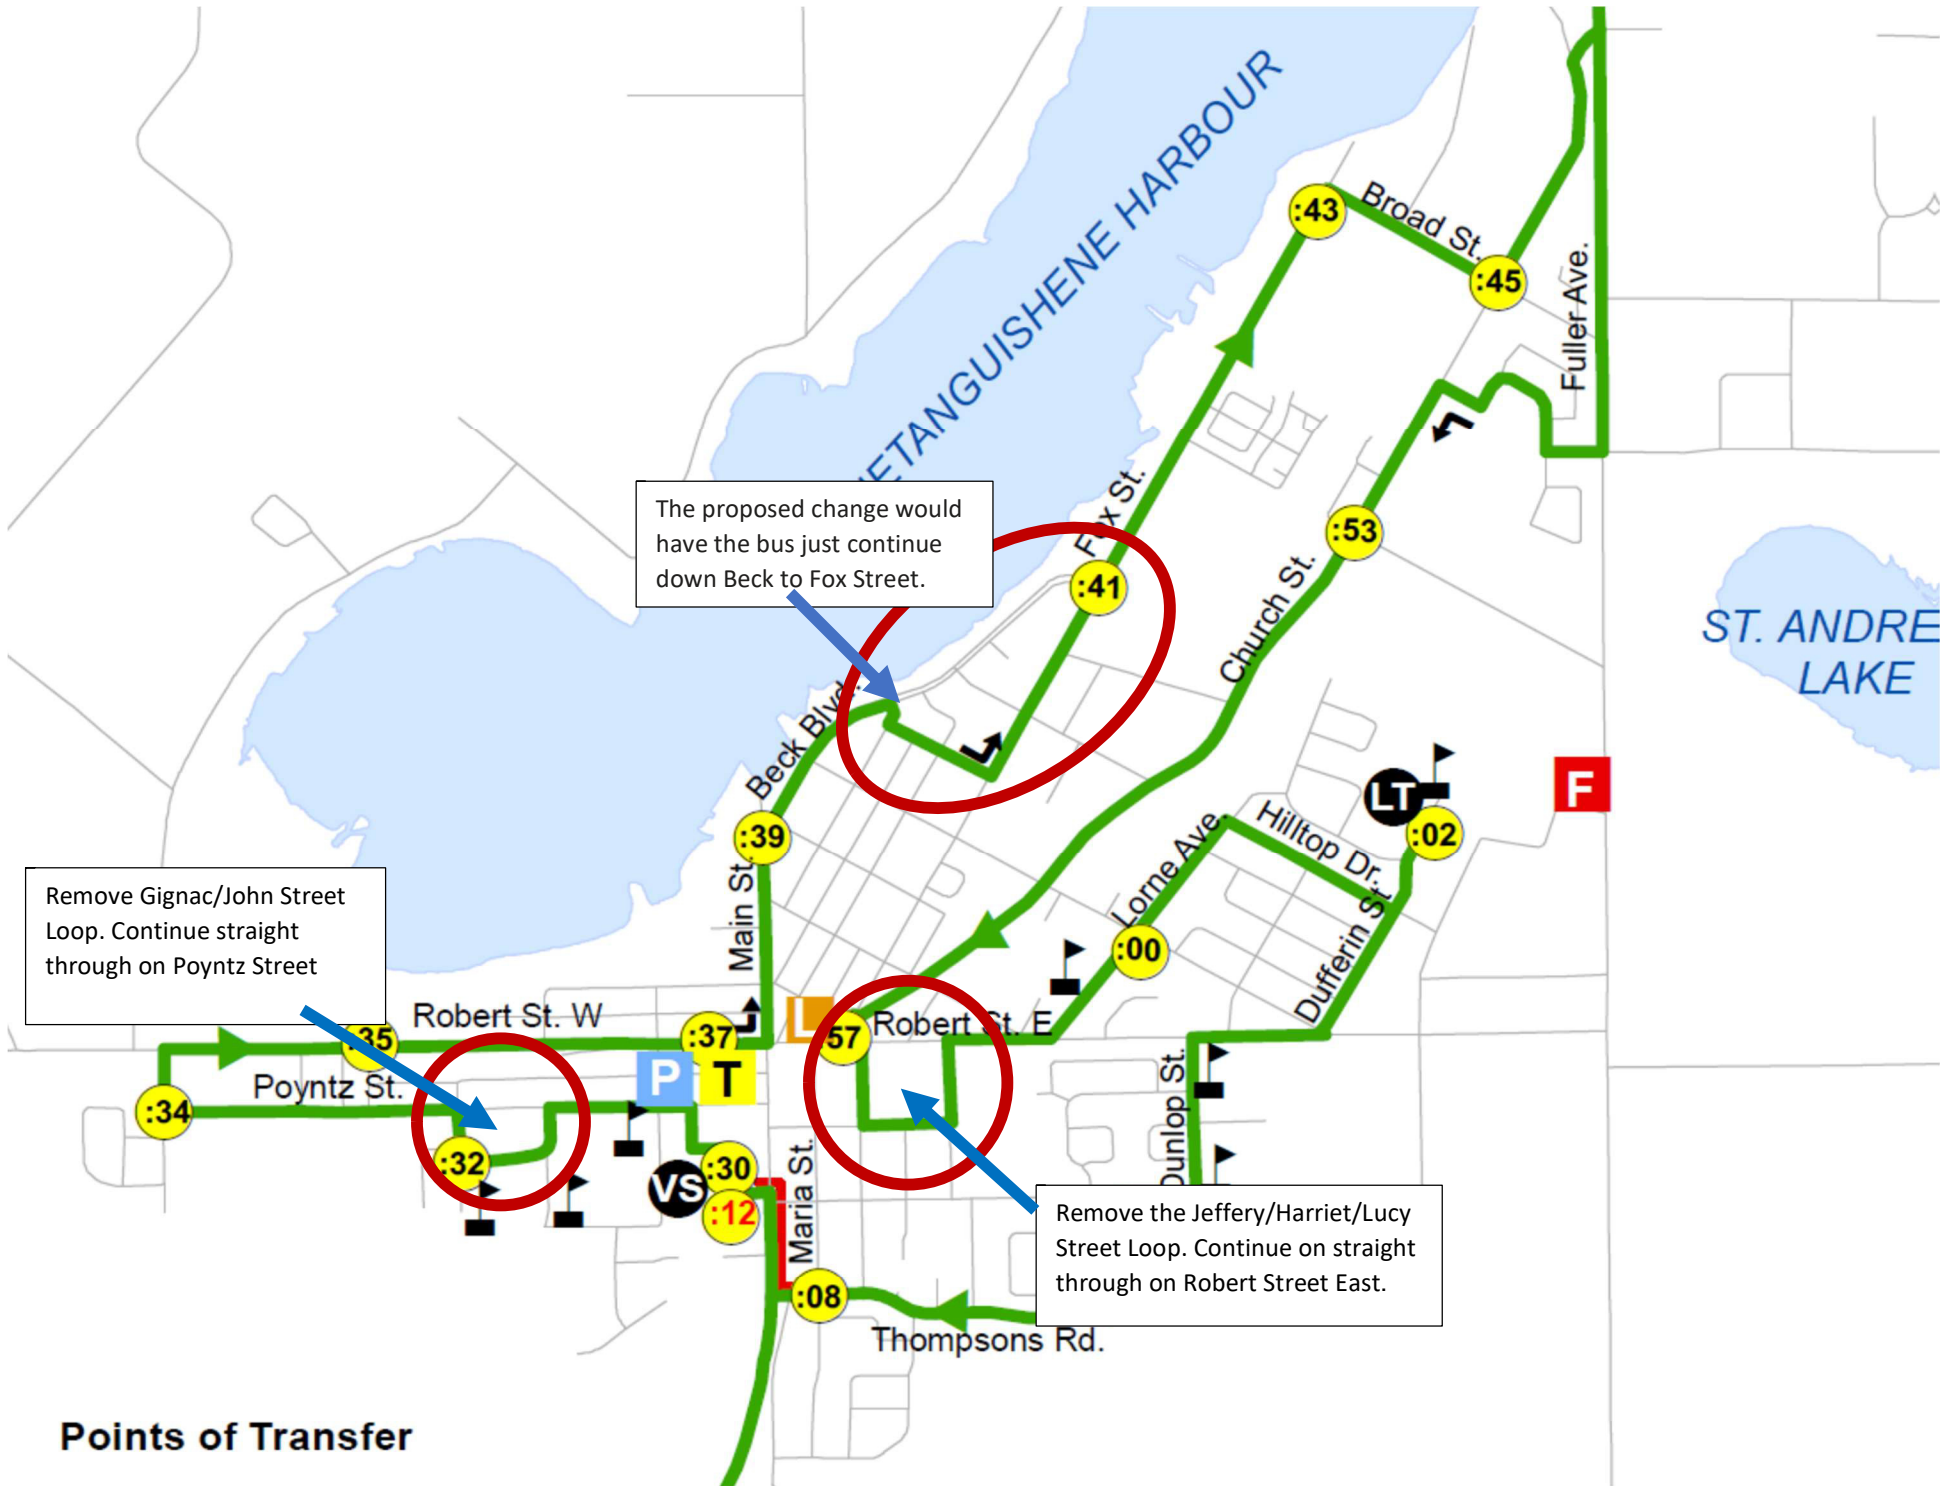 PENETANGUISHENE HARBOUR
:43
Broad St.
:45
Fuller Ave.
The proposed change would
have the bus just continue
down Beck to Fox Street.
Fox St.
:41
:53
Church St.
ST. ANDRE
LAKE
Beck Blvd.
:39
Main St.
LT
:02
F
Hilltop Dr.
Lorne Ave.
:00
Dufferin St.
Remove Gignac/John Street
Loop. Continue straight
through on Poyntz Street
Robert St. W
:35
:37
L
:57
Robert St. E
P
T
Poyntz St.
:34
:32
VS
:30
:12
Maria St.
Dunlop St.
:08
Thompsons Rd.
Remove the Jeffery/Harriet/Lucy
Street Loop. Continue on straight
through on Robert Street East.
Points of Transfer